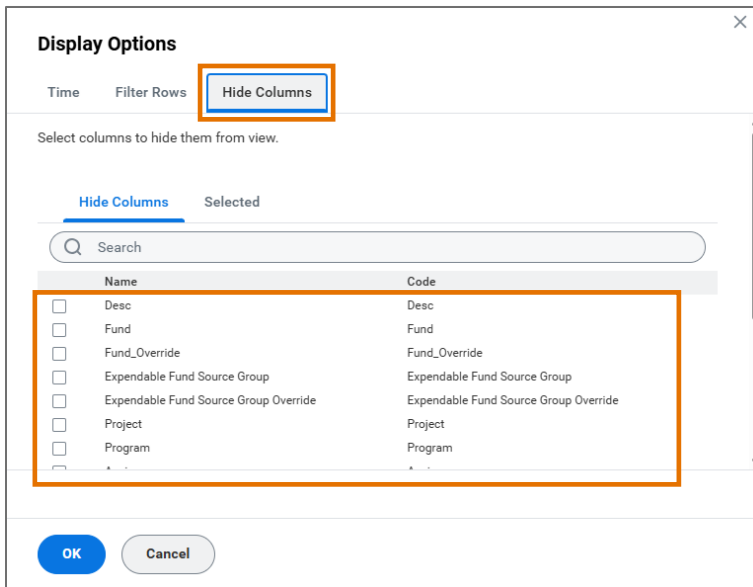 Display Options
Time Filter Rows Hide Columns
Select columns to hide them from view.
Hide Columns Selected
Search
Name Code
Desc Desc
Fund Fund
Fund_Override Fund_Override
Expendable Fund Source Group Expendable Fund Source Group
Expendable Fund Source Group Override Expendable Fund Source Group Override
Project Project
Program Program
OK Cancel